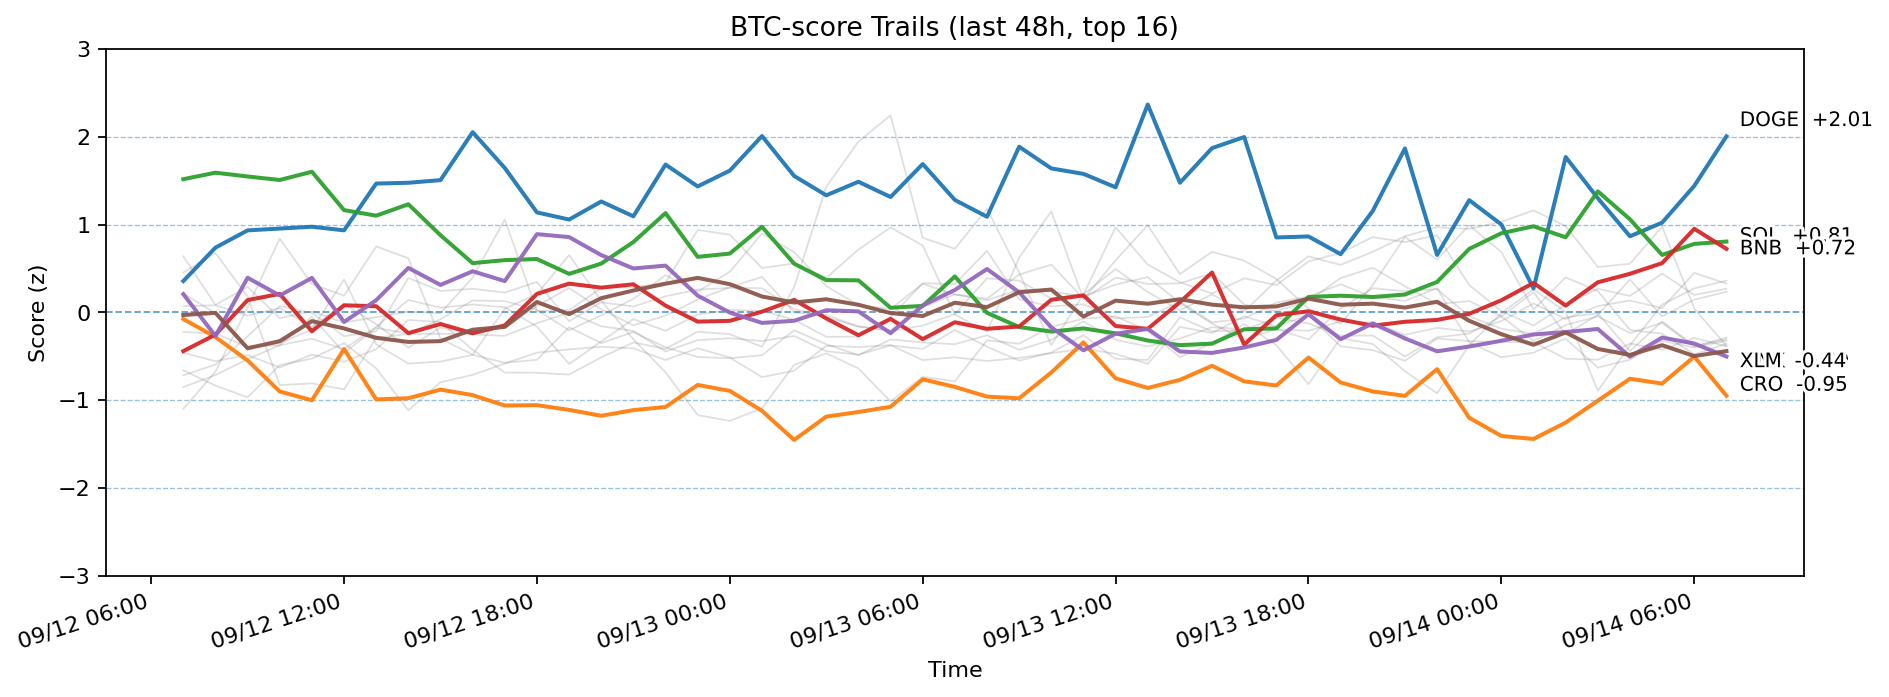 BTC-score Trails (last 48h, top 16)
Score (z)
3
2
1
0
−1
−2
−3
DOGE +2.01
SOL +0.81
BNB +0.72
XLM -0.44
CRO -0.95
09/12 06:00
09/12 12:00
09/12 18:00
09/13 00:00
09/13 06:00
09/13 12:00
09/13 18:00
09/14 00:00
09/14 06:00
Time